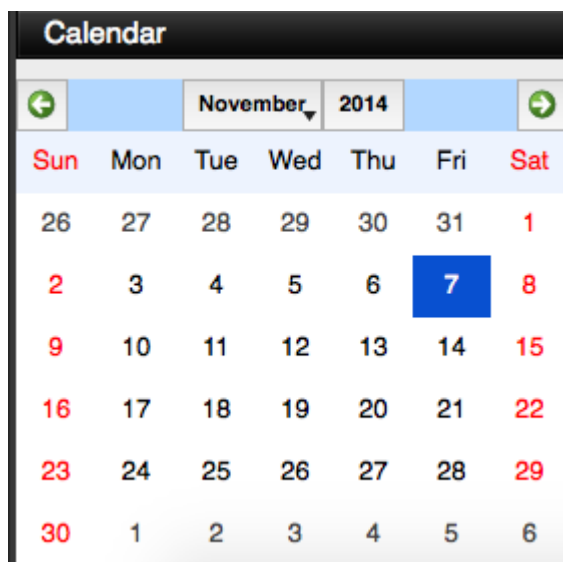 Calendar
November 2014
Sun Mon Tue Wed Thu Fri Sat
26 27 28 29 30 31 1
2 3 4 5 6 7 8
9 10 11 12 13 14 15
16 17 18 19 20 21 22
23 24 25 26 27 28 29
30 1 2 3 4 5 6